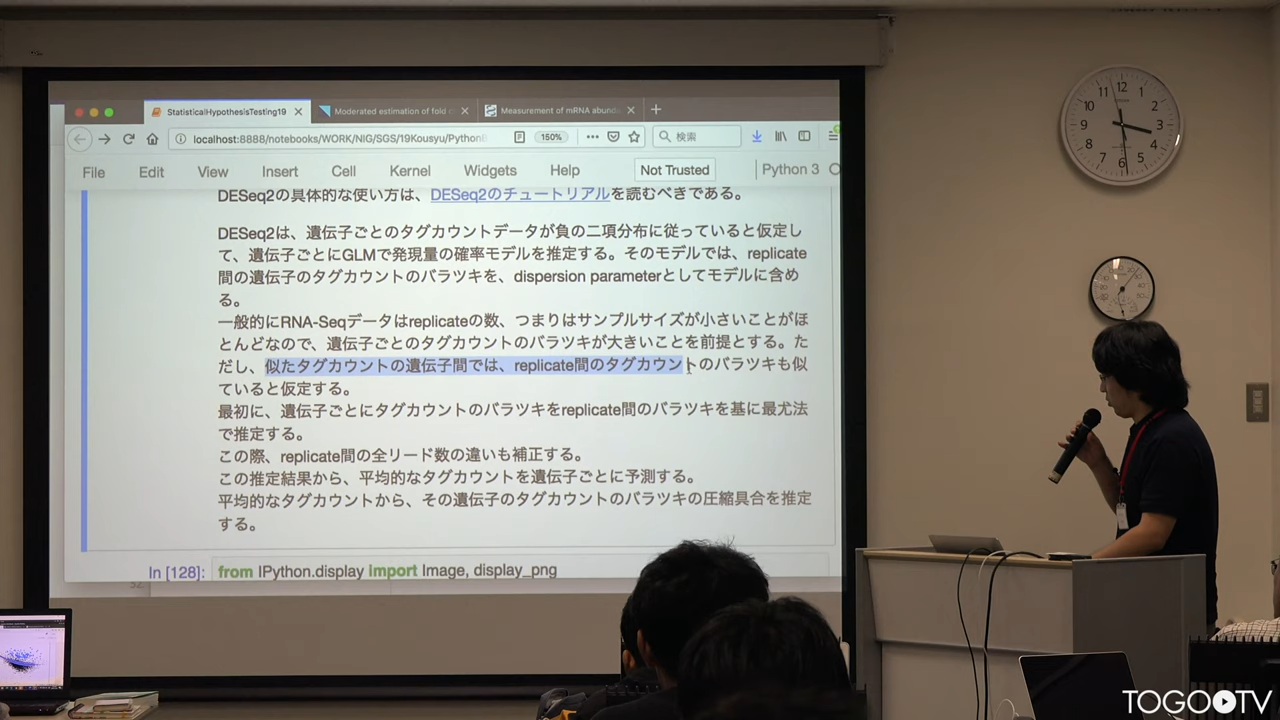 StatisticalHypothesisTesting19
Moderated estimation of fold c
Measurement of mRNA abund
localhost:8888/notebooks/WORK/NIG/SGS/19Kousyu/Python
150%
検索
File Edit View Insert Cell Kernel Widgets Help Not Trusted Python 3
DESeq2の具体的な使い方は、DESeq2のチュートリアルを読むべきである。
DESeq2は、遺伝子ごとのタグカウントデータが負の二項分布に従っていると仮定し
て、遺伝子ごとにGLMで発現量の確率モデルを推定する。そのモデルでは、replicate
間の遺伝子のタグカウントのバラツキを、dispersion parameterとしてモデルに含め
る。
一般的にRNA-Seqデータはreplicateの数、つまりはサンプルサイズが小さいことがほ
とんどなので、遺伝子ごとのタグカウントのバラツキが大きいことを前提とする。た
だし、似たタグカウントの遺伝子間では、replicate間のタグカウントのバラツキも似
ていると仮定する。
最初に、遺伝子ごとにタグカウントのバラツキをreplicate間のバラツキを基に最尤法
で推定する。
この際、replicate間の全リード数の違いも補正する。
この推定結果から、平均的なタグカウントを遺伝子ごとに予測する。
平均的なタグカウントから、その遺伝子のタグカウントのバラツキの圧縮具合を推定
する。
In [128]: from IPython.display import Image, display_png
12
1
2
3
4
5
6
7
8
9
10
11
TOGOTV